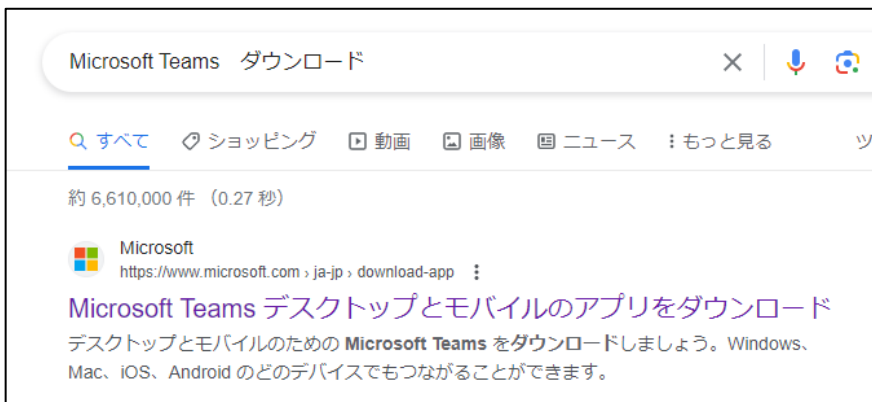 Microsoft Teams　ダウンロード
すべて ショッピング 動画 画像 ニュース もっと見る ツ
約 6,610,000 件 （0.27 秒）
Microsoft
https://www.microsoft.com › ja-jp › download-app
Microsoft Teams デスクトップとモバイルのアプリをダウンロード
デスクトップとモバイルのための Microsoft Teams をダウンロードしましょう。Windows、
Mac、iOS、Android のどのデバイスでもつながることができます。